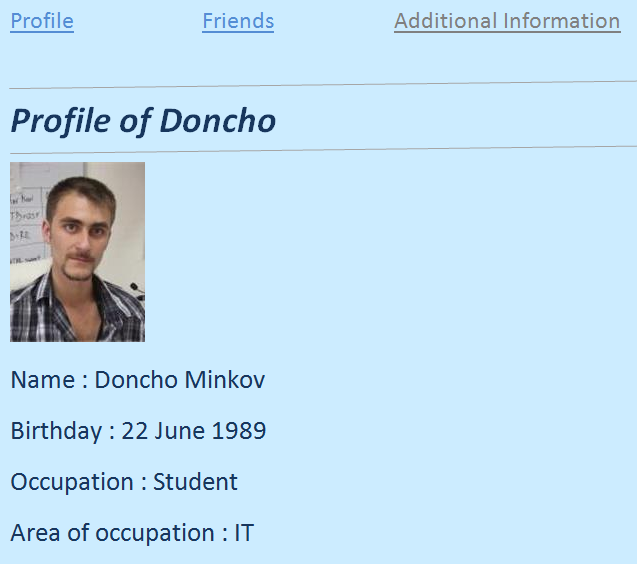 Profile Friends Additional Information
Profile of Doncho
Name : Doncho Minkov
Birthday : 22 June 1989
Occupation : Student
Area of occupation : IT